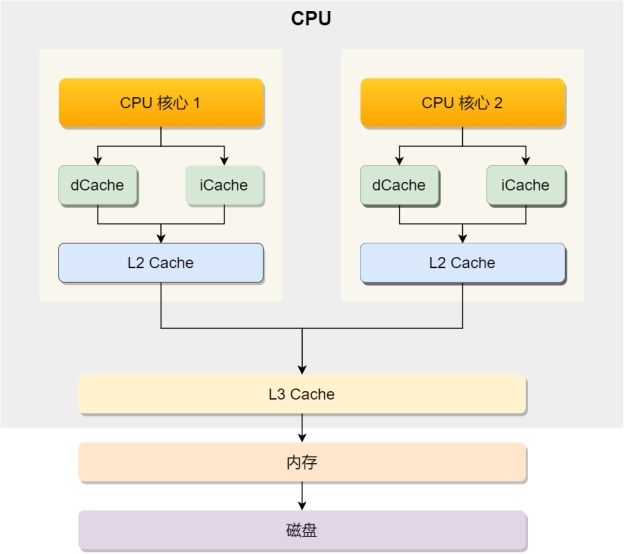 CPU
CPU 核心 1
CPU 核心 2
dCache
iCache
dCache
iCache
L2 Cache
L2 Cache
L3 Cache
内存
磁盘